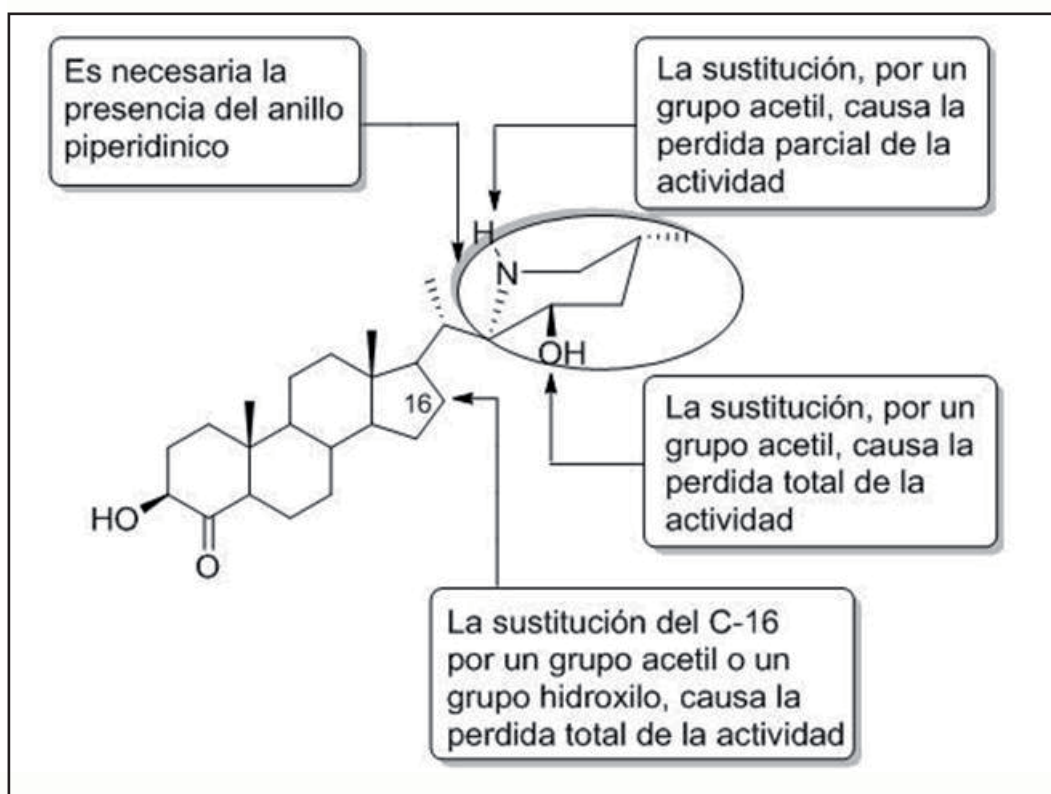 Es necesaria la
presencia del anillo
piperidinico
La sustitución, por un
grupo acetil, causa la
perdida parcial de la
actividad
H
N
OH
16
HO
O
La sustitución, por un
grupo acetil, causa la
perdida total de la
actividad
La sustitución del C-16
por un grupo acetil o un
grupo hidroxilo, causa la
perdida total de la actividad